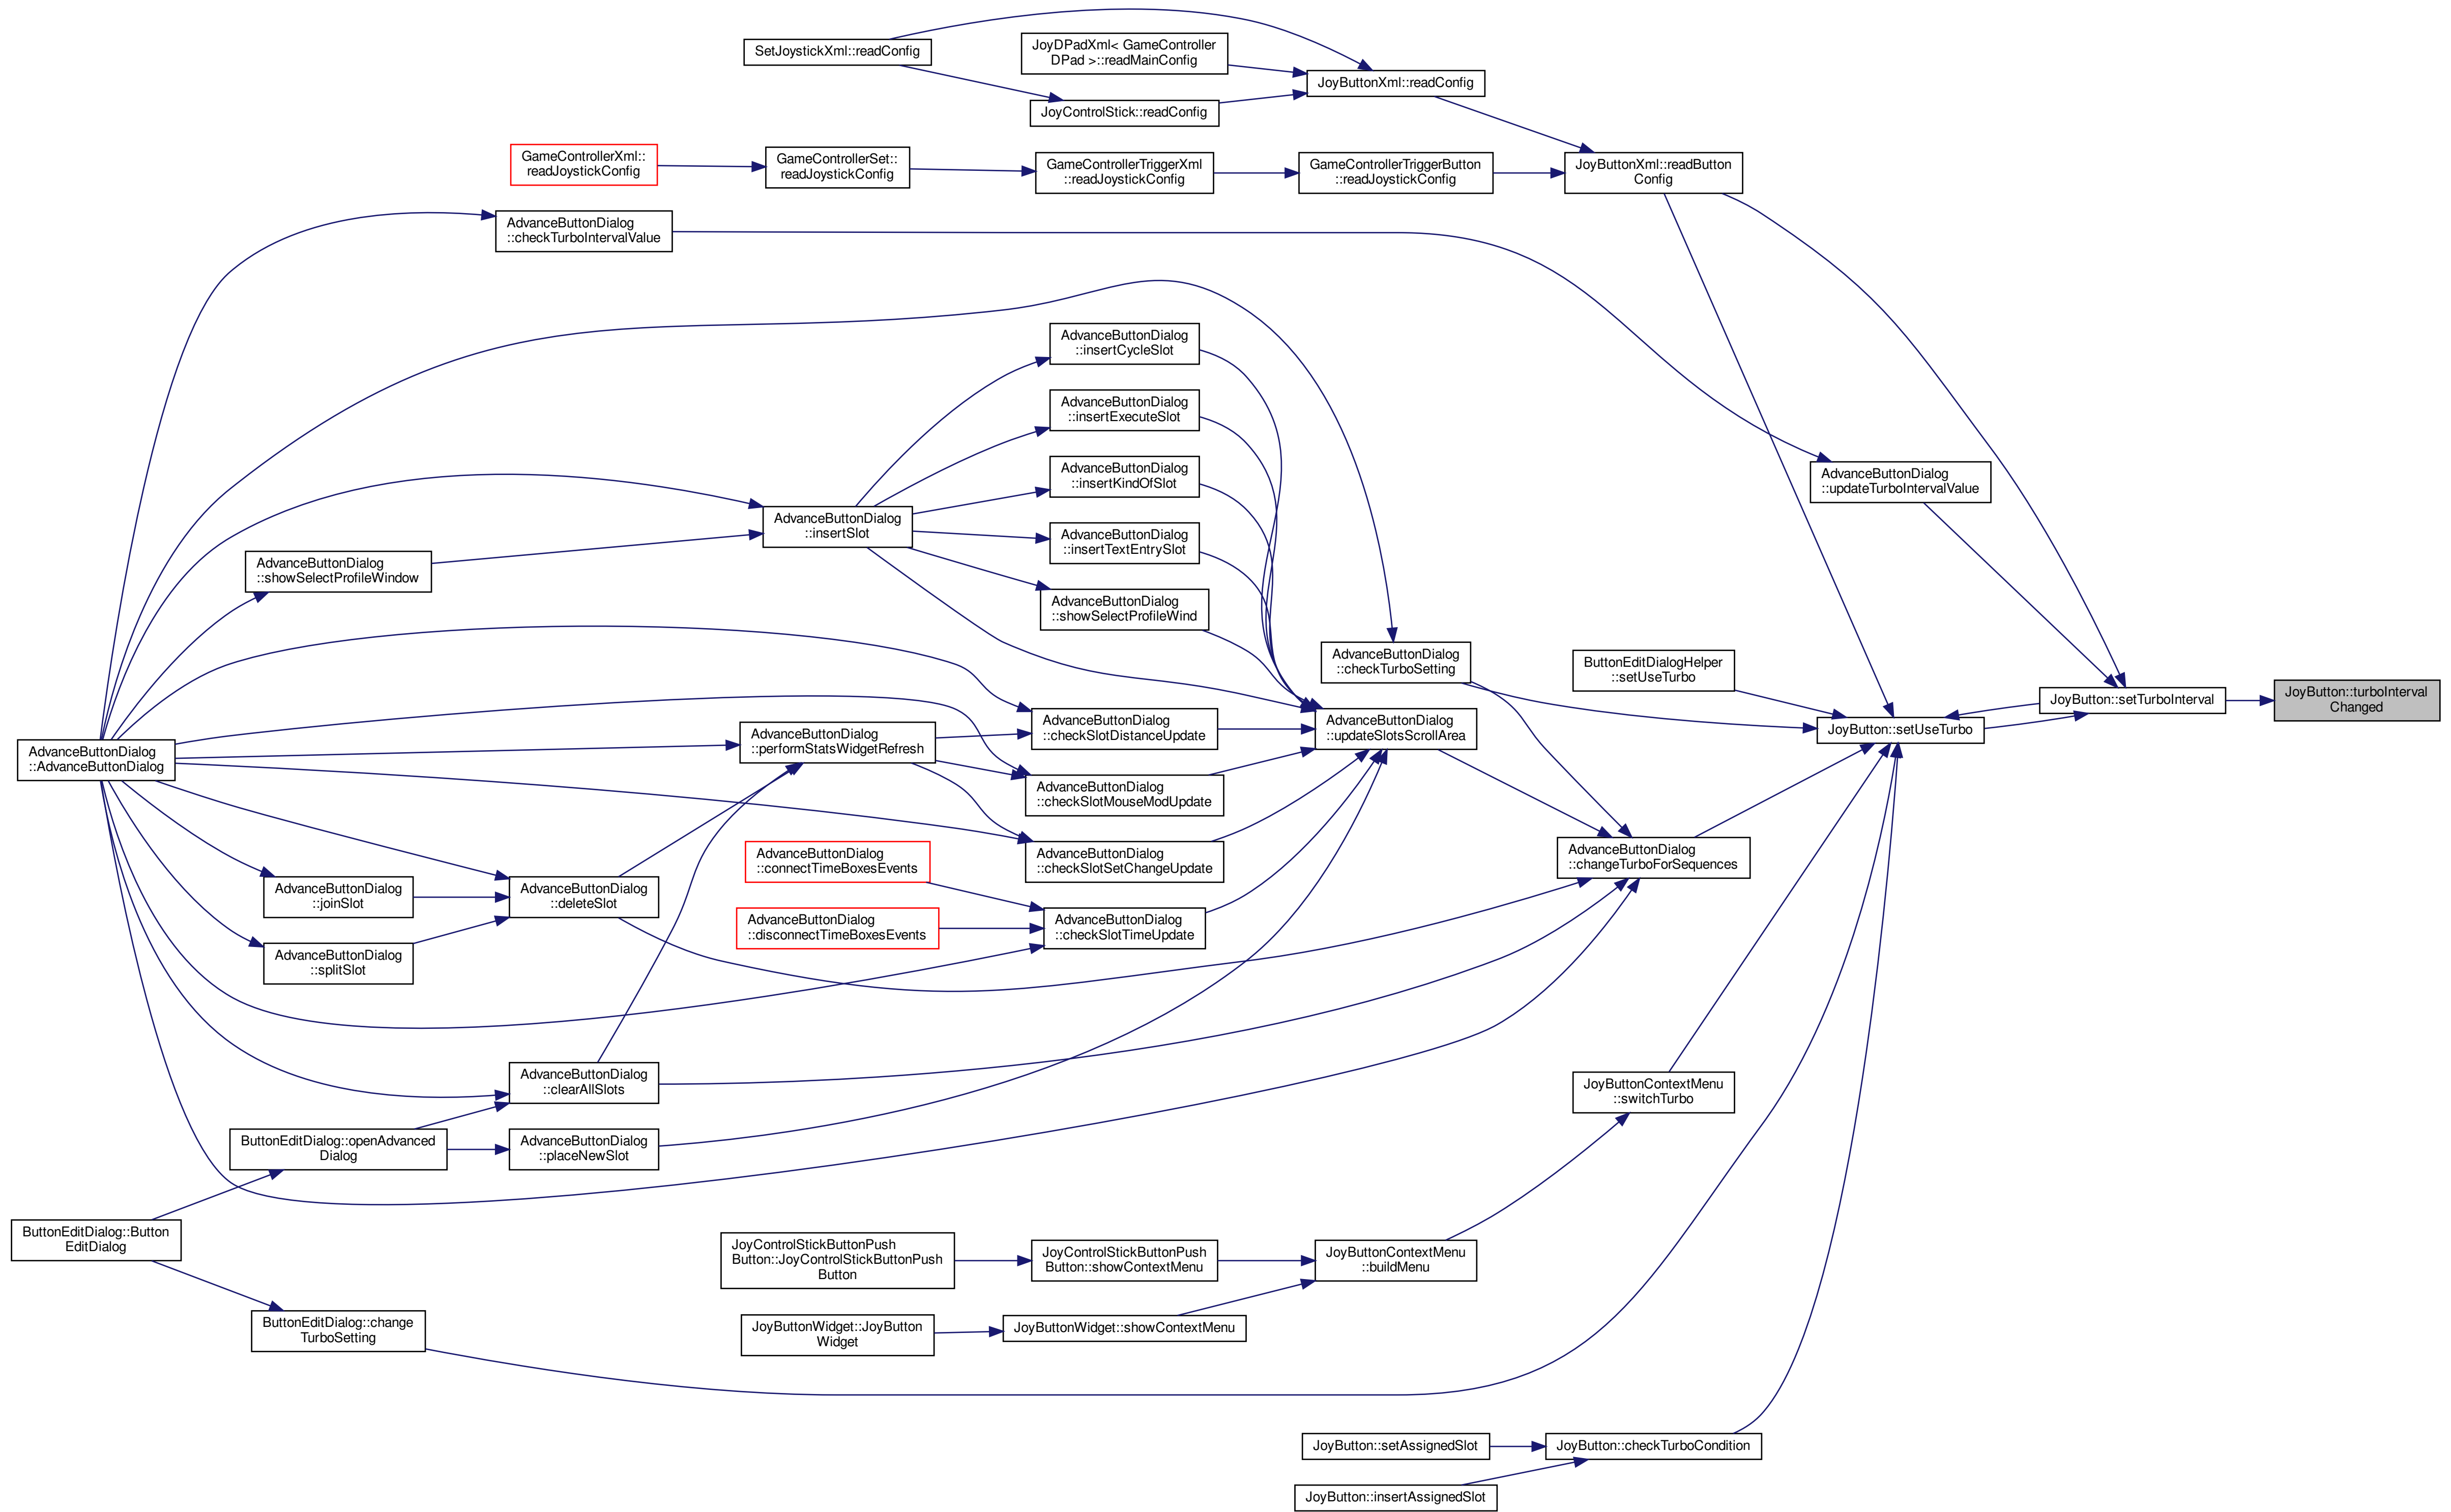 SetJoystickXml::readConfig
JoyDPadXml< GameController
DPad >::readMainConfig
JoyButtonXml::readConfig
JoyControlStick::readConfig
GameControllerXml::
readJoystickConfig
GameControllerSet::
readJoystickConfig
GameControllerTriggerXml
::readJoystickConfig
GameControllerTriggerButton
::readJoystickConfig
JoyButtonXml::readButton
Config
AdvanceButtonDialog
::checkTurboIntervalValue
AdvanceButtonDialog
::insertCycleSlot
AdvanceButtonDialog
::insertExecuteSlot
AdvanceButtonDialog
::insertKindOfSlot
AdvanceButtonDialog
::updateTurboIntervalValue
AdvanceButtonDialog
::insertSlot
AdvanceButtonDialog
::insertTextEntrySlot
AdvanceButtonDialog
::showSelectProfileWindow
AdvanceButtonDialog
::showSelectProfileWind
AdvanceButtonDialog
::checkTurboSetting
ButtonEditDialogHelper
::setUseTurbo
JoyButton::setTurboInterval
JoyButton::turboInterval
Changed
AdvanceButtonDialog
::AdvanceButtonDialog
AdvanceButtonDialog
::performStatsWidgetRefresh
AdvanceButtonDialog
::checkSlotDistanceUpdate
AdvanceButtonDialog
::updateSlotsScrollArea
JoyButton::setUseTurbo
AdvanceButtonDialog
::checkSlotMouseModUpdate
AdvanceButtonDialog
::connectTimeBoxesEvents
AdvanceButtonDialog
::checkSlotSetChangeUpdate
AdvanceButtonDialog
::changeTurboForSequences
AdvanceButtonDialog
::joinSlot
AdvanceButtonDialog
::deleteSlot
AdvanceButtonDialog
::disconnectTimeBoxesEvents
AdvanceButtonDialog
::checkSlotTimeUpdate
AdvanceButtonDialog
::splitSlot
AdvanceButtonDialog
::clearAllSlots
JoyButtonContextMenu
::switchTurbo
ButtonEditDialog::openAdvanced
Dialog
AdvanceButtonDialog
::placeNewSlot
ButtonEditDialog::Button
EditDialog
JoyControlStickButtonPush
Button::JoyControlStickButtonPush
Button
JoyControlStickButtonPush
Button::showContextMenu
JoyButtonContextMenu
::buildMenu
ButtonEditDialog::change
TurboSetting
JoyButtonWidget::JoyButton
Widget
JoyButtonWidget::showContextMenu
JoyButton::setAssignedSlot
JoyButton::checkTurboCondition
JoyButton::insertAssignedSlot